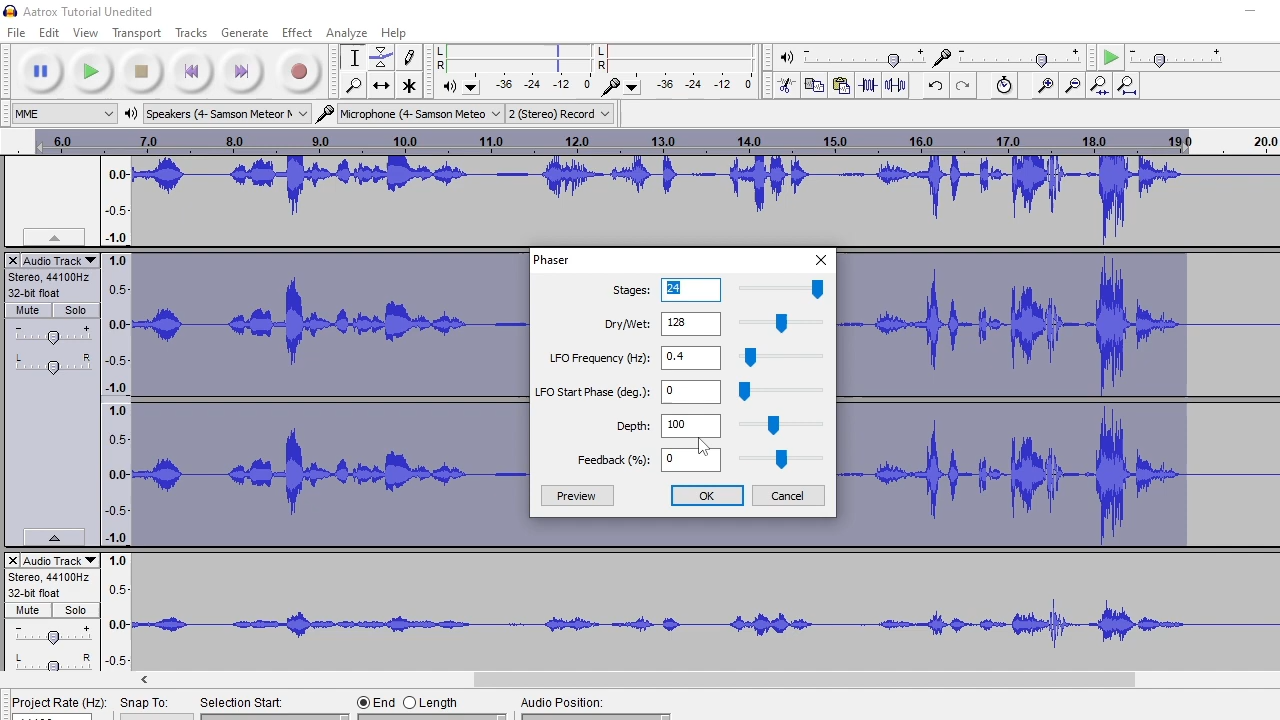 Aatrox Tutorial Unedited
File Edit View Transport Tracks Generate Effect Analyze Help
L
R
-36 -24 -12 0
L
R
-36 -24 -12 0
- +
- +
- +
MME
Speakers (4- Samson Meteor M
Microphone (4- Samson Meteo
2 (Stereo) Record
6.0 7.0 8.0 9.0 10.0 11.0 12.0 13.0 14.0 15.0 16.0 17.0 18.0 19.0 20.0
0.0-
-0.5-
-1.0
Audio Track
Stereo, 44100Hz
32-bit float
Mute Solo
- +
L R
1.0
0.5-
0.0-
-0.5-
-1.0
1.0
0.5-
0.0-
-0.5-
-1.0
Phaser
Stages: 24
Dry/Wet: 128
LFO Frequency (Hz): 0.4
LFO Start Phase (deg.): 0
Depth: 100
Feedback (%): 0
Preview OK Cancel
Audio Track
Stereo, 44100Hz
32-bit float
Mute Solo
- +
L R
1.0
0.5-
0.0-
-0.5-
Project Rate (Hz): Snap To: Selection Start: End Length Audio Position: